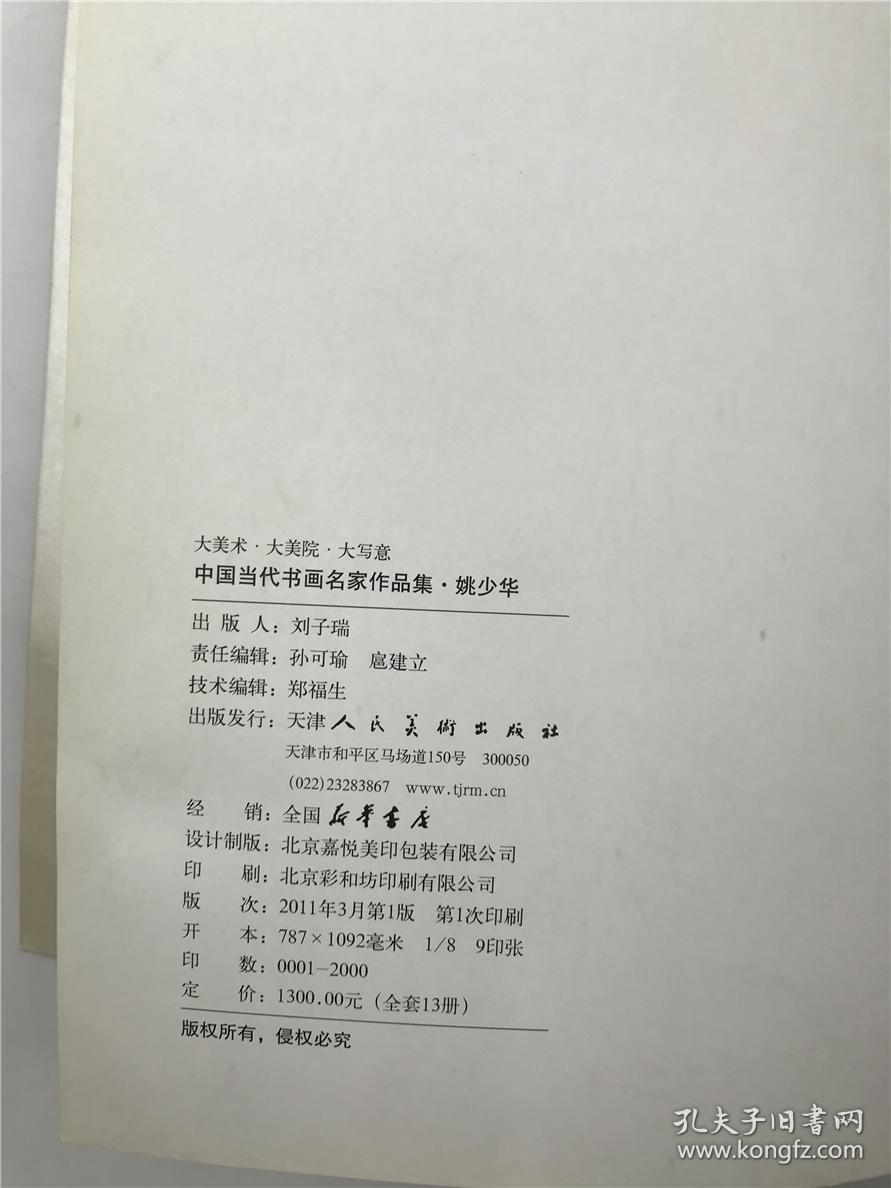 大美术·大美院·大写意
中国当代书画名家作品集·姚少华
出 版 人：刘子瑞
责任编辑：孙可瑜 扈建立
技术编辑：郑福生
出版发行：天津人民美術出版社
天津市和平区马场道150号 300050
(022)23283867 www.tjrm.cn
经 销：全国新华书店
设计制版：北京嘉悦美印包装有限公司
印 刷：北京彩和坊印刷有限公司
版 次：2011年3月第1版 第1次印刷
开 本：787×1092毫米 1/8 9印张
印 数：0001-2000
定 价：1300.00元（全套13册）
版权所有，侵权必究
孔夫子旧书网
www.kongfz.com